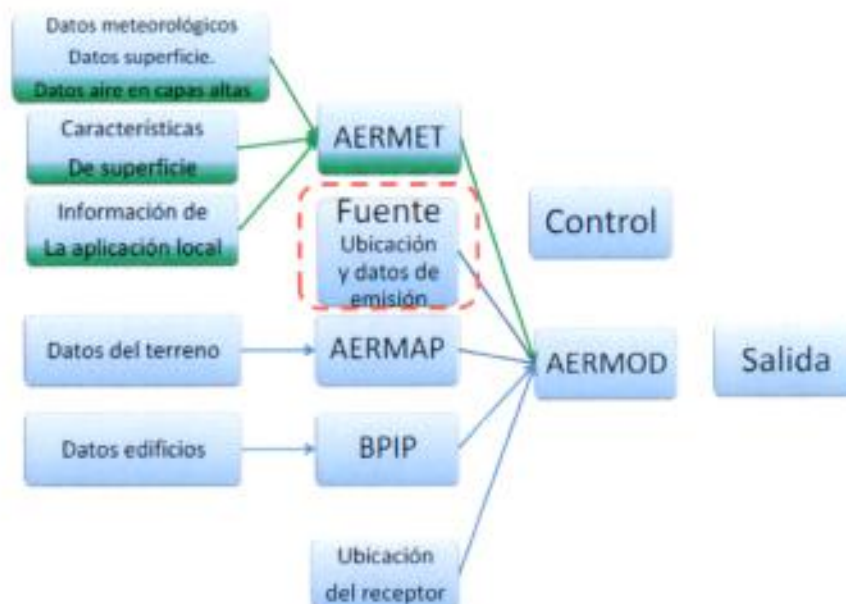 Datos meteorológicos
Datos superficie.
Datos aire en capas altas
Características
De superficie
Información de
La aplicación local
AERMET
Fuente
Ubicación
y datos de
emisión
Control
Datos del terreno
AERMAP
AERMOD
Salida
Datos edificios
BPIP
Ubicación
del receptor